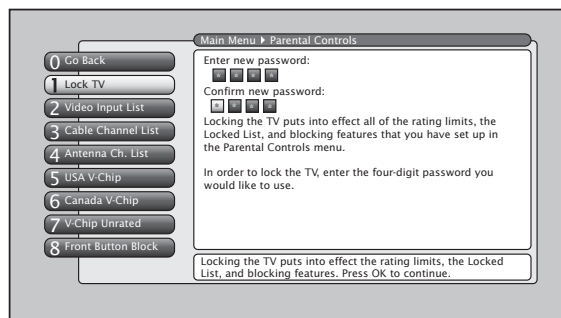 Main Menu ▶ Parental Controls
0 Go Back
1 Lock TV
2 Video Input List
3 Cable Channel List
4 Antenna Ch. List
5 USA V-Chip
6 Canada V-Chip
7 V-Chip Unrated
8 Front Button Block
Enter new password:
* * * *
Confirm new password:
* * * *
Locking the TV puts into effect all of the rating limits, the
Locked List, and blocking features that you have set up in
the Parental Controls menu.
In order to lock the TV, enter the four-digit password you
would like to use.
Locking the TV puts into effect the rating limits, the Locked
List, and blocking features. Press OK to continue.